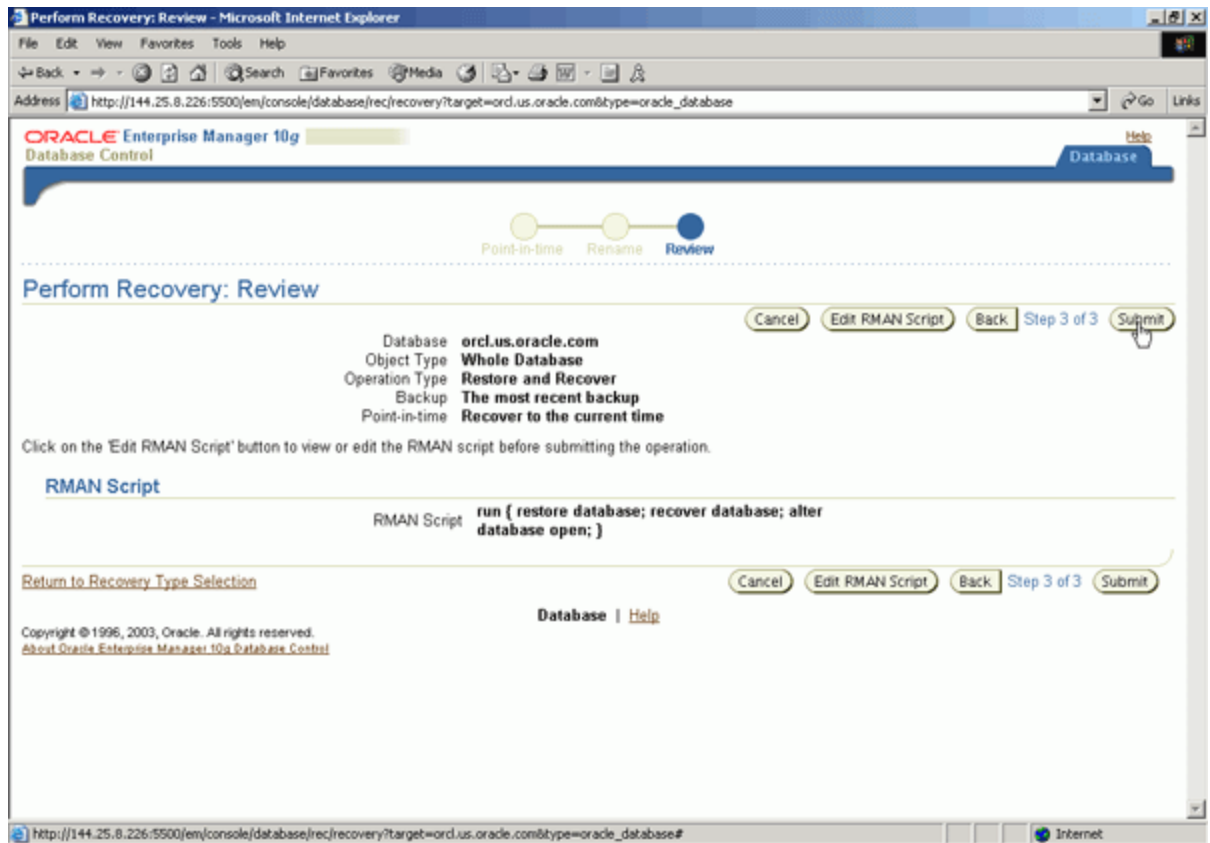 Perform Recovery: Review - Microsoft Internet Explorer
File Edit View Favorites Tools Help
Back Search Favorites Media
Address http://144.25.8.226:5500/em/console/database/rec/recovery?target=orcl.us.oracle.com&type=oracle_database Go Links
ORACLE Enterprise Manager 10g Help
Database Control Database
Point-in-time Rename Review
Perform Recovery: Review
Cancel Edit RMAN Script Back Step 3 of 3 Submit
Database orcl.us.oracle.com
Object Type Whole Database
Operation Type Restore and Recover
Backup The most recent backup
Point-in-time Recover to the current time
Click on the 'Edit RMAN Script' button to view or edit the RMAN script before submitting the operation.
RMAN Script
RMAN Script run { restore database; recover database; alter
database open; }
Return to Recovery Type Selection Cancel Edit RMAN Script Back Step 3 of 3 Submit
Database | Help
Copyright © 1996, 2003, Oracle. All rights reserved.
About Oracle Enterprise Manager 10g Database Control
http://144.25.8.226:5500/em/console/database/rec/recovery?target=orcl.us.oracle.com&type=oracle_database# Internet